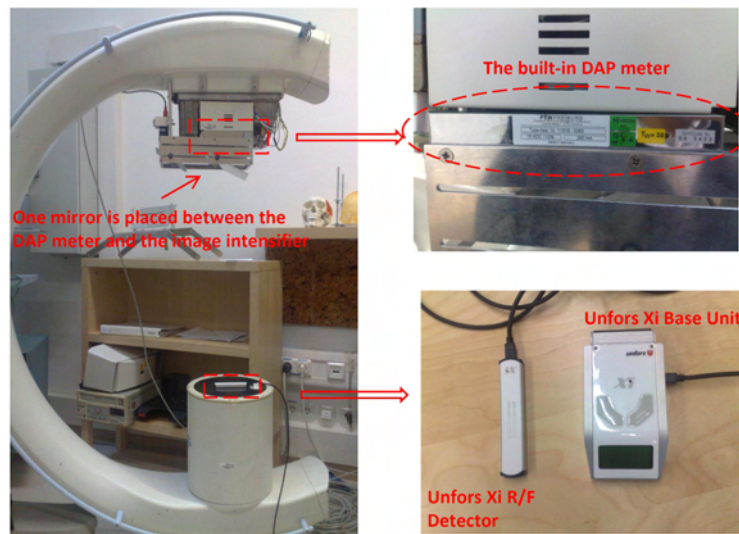 One mirror is placed between the
DAP meter and the image intensifier
The built-in DAP meter
Unfors Xi Base Unit
unfors
Xi
Unfors Xi R/F
Detector